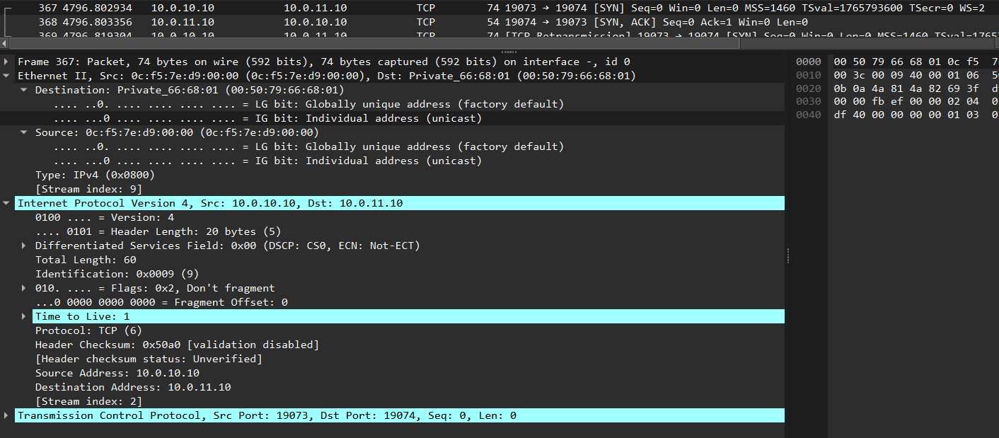 367 4796.802934 10.0.10.10 10.0.11.10 TCP 74 19073 → 19074 [SYN] Seq=0 Win=0 Len=0 MSS=1460 TSval=1765793600 TSecr=0 WS=2
368 4796.803356 10.0.11.10 10.0.10.10 TCP 54 19074 → 19073 [SYN, ACK] Seq=0 Ack=1 Win=0 Len=0
369 4796.819304 10.0.10.10 10.0.11.10 TCP 74 [TCP Retransmission] 19073 → 19074 [SYN] Seq=0 Win=0 Len=0 MSS=1460
Frame 367: Packet, 74 bytes on wire (592 bits), 74 bytes captured (592 bits) on interface -, id 0
Ethernet II, Src: 0c:f5:7e:d9:00:00 (0c:f5:7e:d9:00:00), Dst: Private_66:68:01 (00:50:79:66:68:01)
Destination: Private_66:68:01 (00:50:79:66:68:01)
.... ..0. .... .... .... .... = LG bit: Globally unique address (factory default)
.... ...0 .... .... .... .... = IG bit: Individual address (unicast)
Source: 0c:f5:7e:d9:00:00 (0c:f5:7e:d9:00:00)
.... ..0. .... .... .... .... = LG bit: Globally unique address (factory default)
.... ...0 .... .... .... .... = IG bit: Individual address (unicast)
Type: IPv4 (0x0800)
[Stream index: 9]
Internet Protocol Version 4, Src: 10.0.10.10, Dst: 10.0.11.10
0100 .... = Version: 4
.... 0101 = Header Length: 20 bytes (5)
Differentiated Services Field: 0x00 (DSCP: CS0, ECN: Not-ECT)
Total Length: 60
Identification: 0x0009 (9)
010. .... = Flags: 0x2, Don't fragment
...0 0000 0000 0000 = Fragment Offset: 0
Time to Live: 1
Protocol: TCP (6)
Header Checksum: 0x50a0 [validation disabled]
[Header checksum status: Unverified]
Source Address: 10.0.10.10
Destination Address: 10.0.11.10
[Stream index: 2]
Transmission Control Protocol, Src Port: 19073, Dst Port: 19074, Seq: 0, Len: 0
0000 00 50 79 66 68 01 0c f5
0010 00 3c 00 09 40 00 01 06
0020 0b 0a 4a 81 4a 82 69 3f
0030 00 00 fb ef 00 00 02 04
0040 df 40 00 00 00 00 01 03